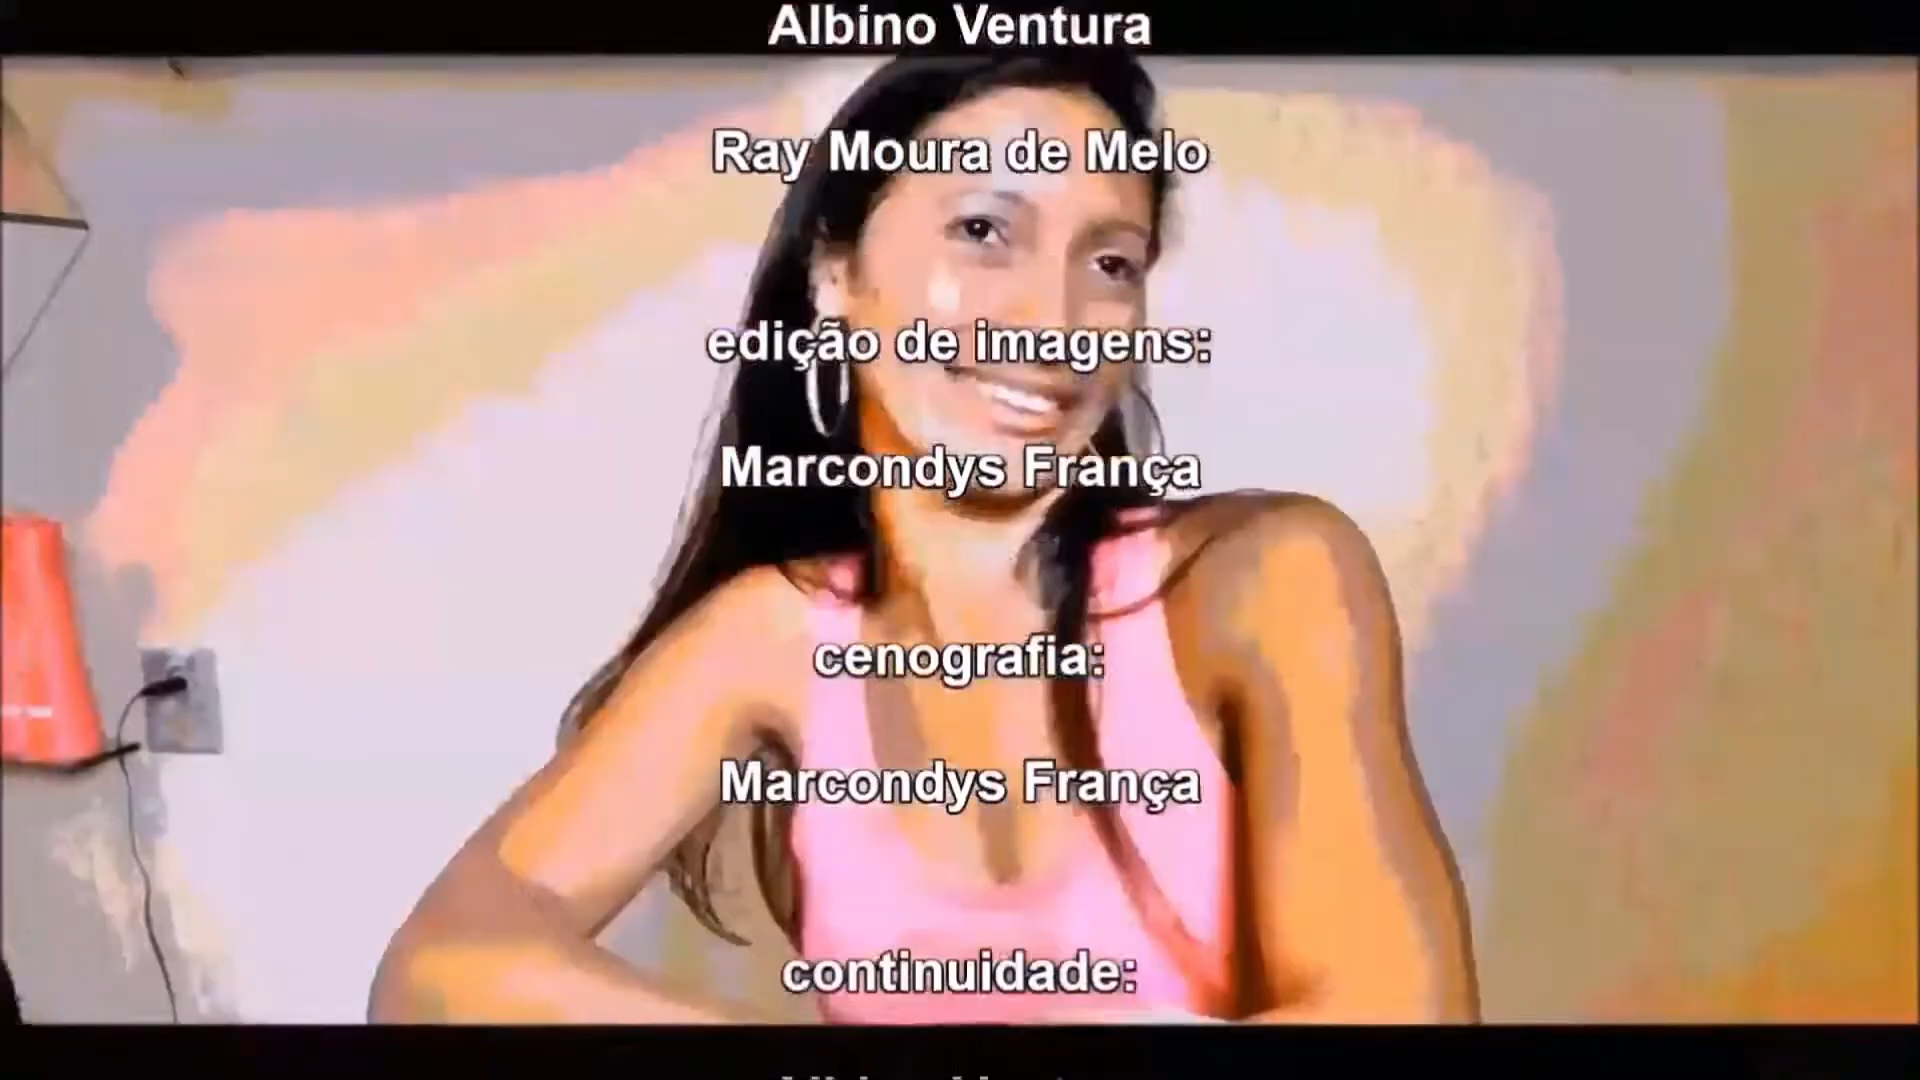 Albino Ventura
Ray Moura de Melo
edição de imagens:
Marcondys França
cenografia:
Marcondys França
continuidade: